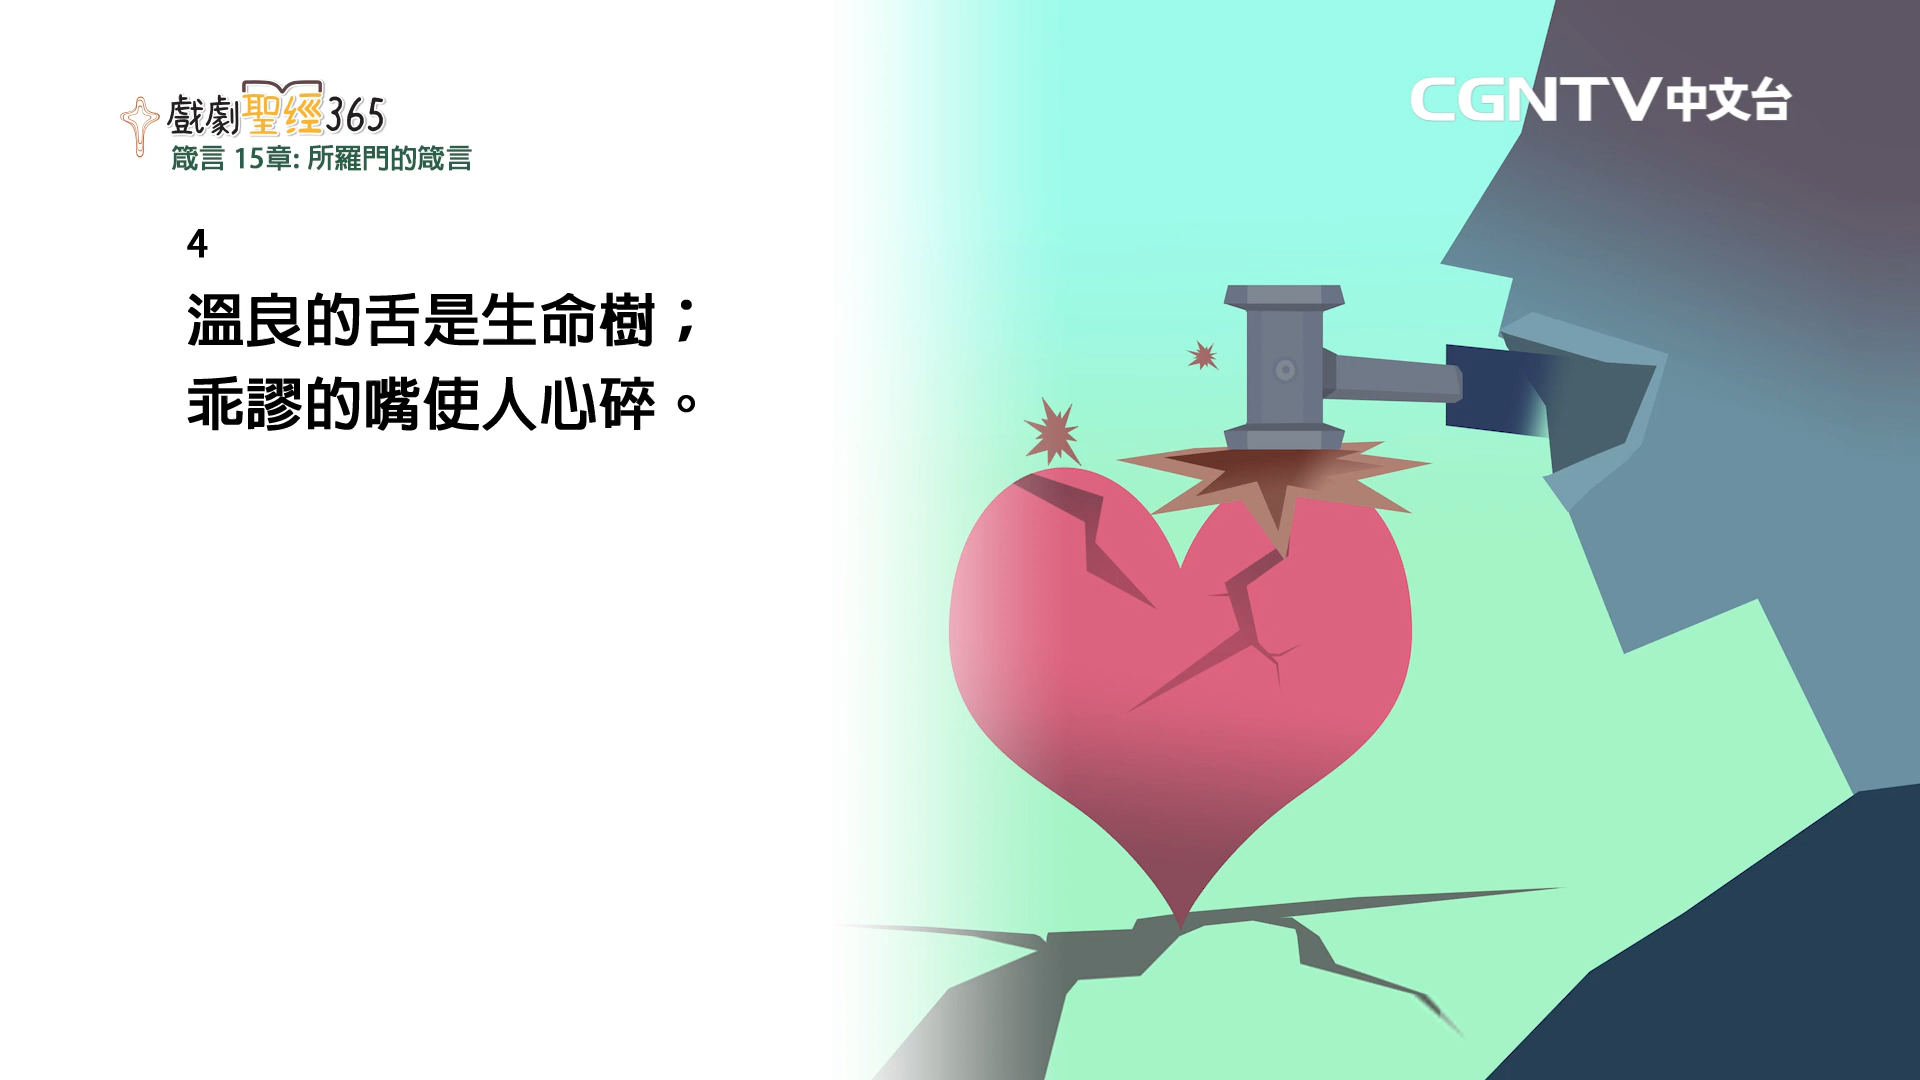 戲劇聖經365
箴言 15章: 所羅門的箴言
CGNTV中文台
4
溫良的舌是生命樹；
乖謬的嘴使人心碎。